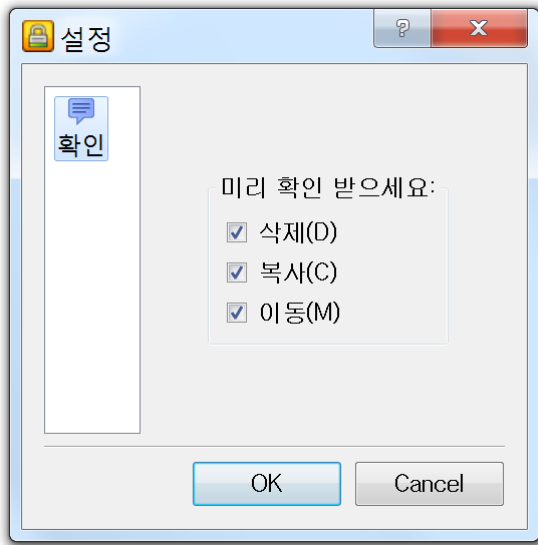 설정
확인
미리 확인 받으세요:
삭제(D)
복사(C)
이동(M)
OK
Cancel